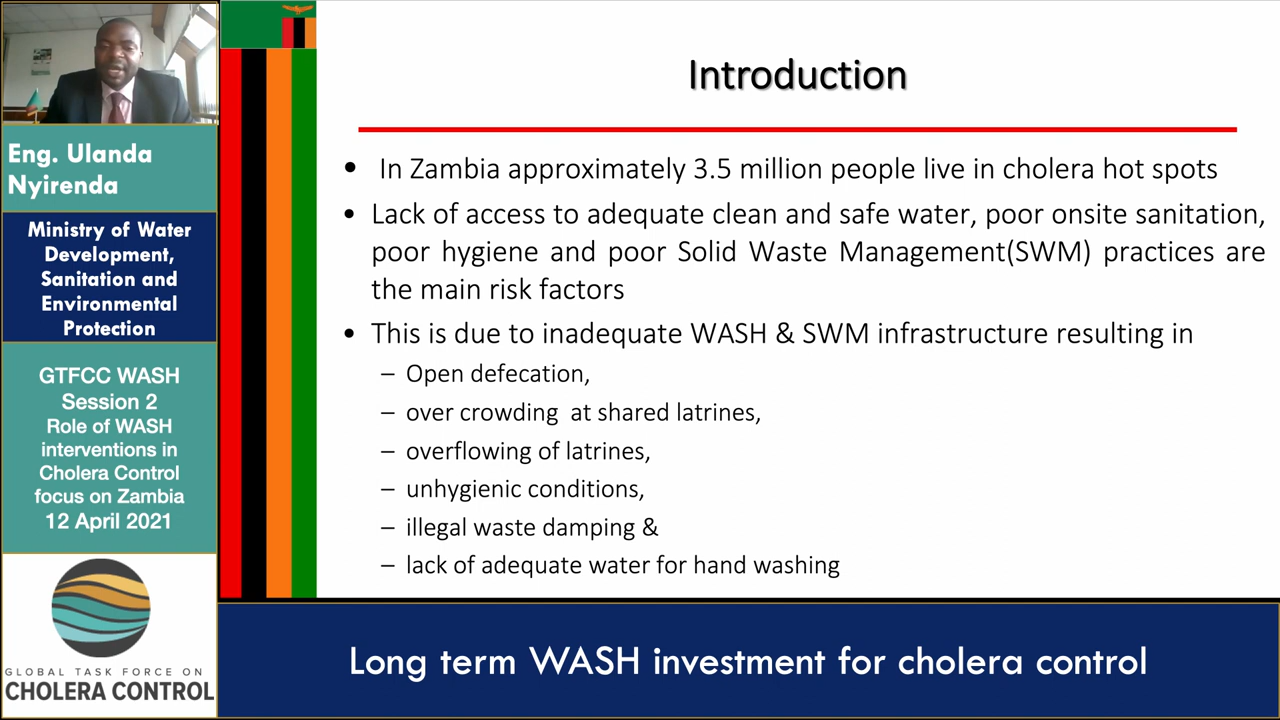 Eng. Ulanda
Nyirenda
Ministry of Water
Development,
Sanitation and
Environmental
Protection
GTFCC WASH
Session 2
Role of WASH
interventions in
Cholera Control
focus on Zambia
12 April 2021
GLOBAL TASK FORCE ON
CHOLERA CONTROL
Introduction
• In Zambia approximately 3.5 million people live in cholera hot spots
• Lack of access to adequate clean and safe water, poor onsite sanitation,
poor hygiene and poor Solid Waste Management(SWM) practices are
the main risk factors
• This is due to inadequate WASH & SWM infrastructure resulting in
– Open defecation,
– over crowding at shared latrines,
– overflowing of latrines,
– unhygienic conditions,
– illegal waste damping &
– lack of adequate water for hand washing
Long term WASH investment for cholera control